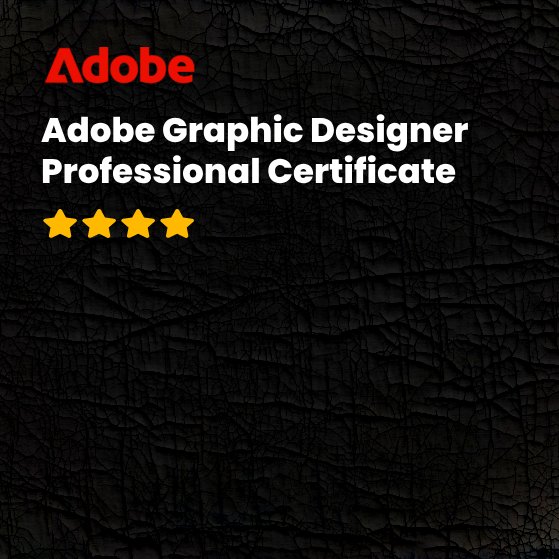 Adobe
Adobe Graphic Designer
Professional Certificate